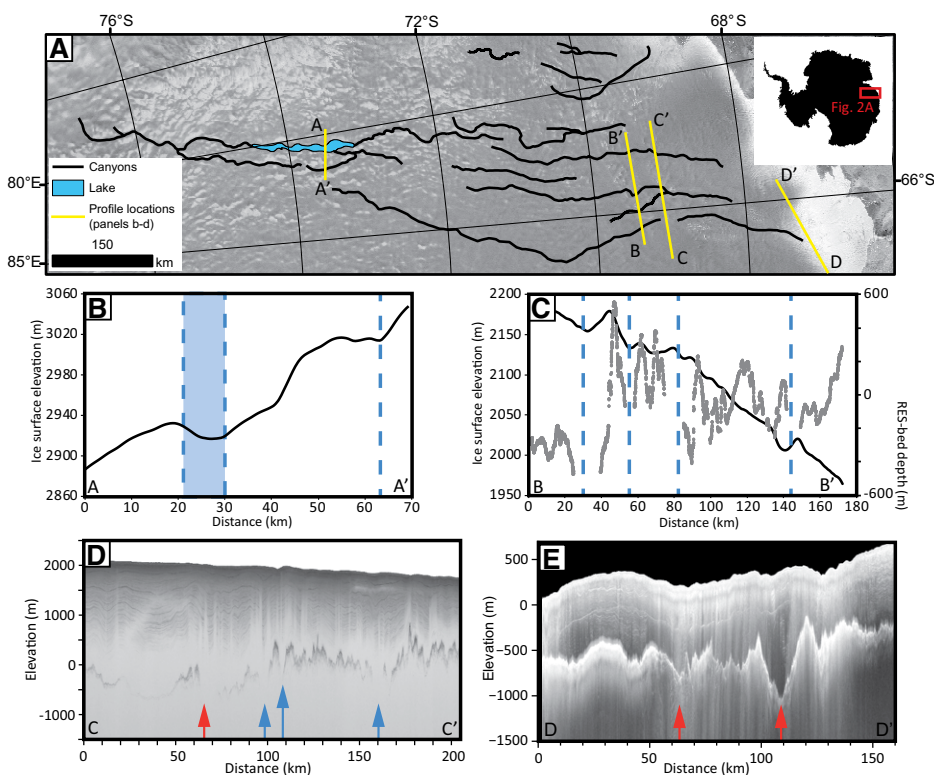 76°S 72°S 68°S
A
Fig. 2A
A
A'
B'
C'
B
C
D'
D
80°E
85°E
66°S
Canyons
Lake
Profile locations
(panels b-d)
150
km
B
3060
3020
2980
2940
2900
2860
Ice surface elevation (m)
A A'
0 10 20 30 40 50 60 70
Distance (km)
C
2200
2150
2100
2050
2000
1950
Ice surface elevation (m)
600
0
-600
RES-bed depth (m)
B B'
0 20 40 60 80 100 120 140 160 180
Distance (km)
D
2000
1000
0
-1000
Elevation (m)
C C'
0 50 100 150 200
Distance (km)
E
500
0
-500
-1000
-1500
Elevation (m)
D D'
0 50 100 150
Distance (km)